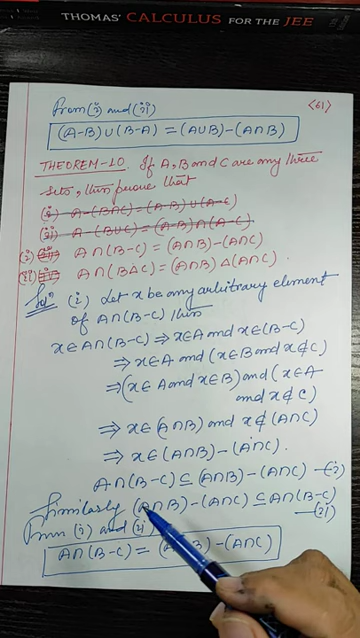 THOMAS' CALCULUS FOR THE JEE
<61>
From (i) and (ii)
(A-B)∪(B-A) = (A∪B)-(A∩B)
THEOREM-10. If A, B and C are any three
sets, then prove that
(i) A-(B∩C)=(A-B)∪(A-C)
(ii) A-(B∪C)=(A-B)∩(A-C).
(i) A∩(B-C) = (A∩B)-(A∩C)
(ii) A∩(BΔC) = (A∩B)Δ(A∩C).
Solⁿ (i) Let x be any arbitrary element
of A∩(B-C) then
x∈A∩(B-C) ⇒ x∈A and x∈(B-C)
⇒ x∈A and (x∈B and x∉C)
⇒ (x∈A and x∈B) and (x∈A
and x∉C)
⇒ x∈(A∩B) and x∉(A∩C)
⇒ x∈(A∩B)-(A∩C).
A∩(B-C) ⊆ (A∩B)-(A∩C) —(i)
Similarly (A∩B)-(A∩C) ⊆ A∩(B-C)
—(ii)
From (i) and (ii)
A∩(B-C) = (A∩B)-(A∩C)